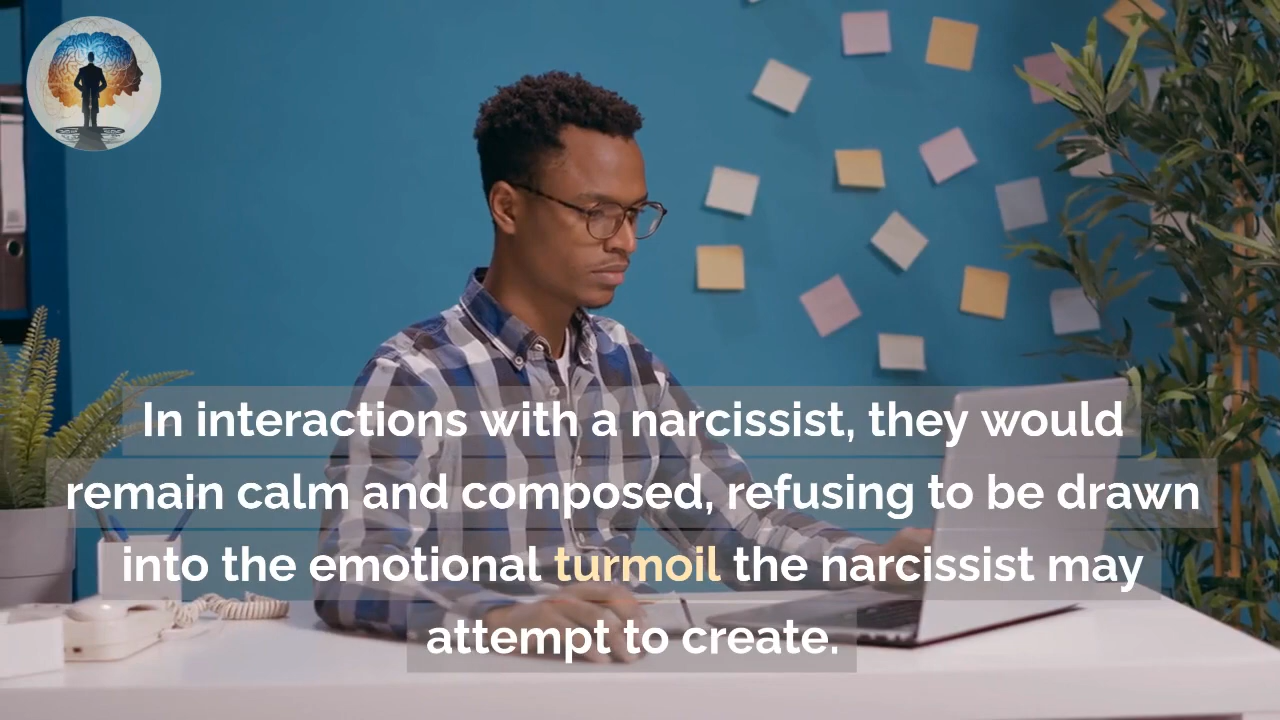 In interactions with a narcissist, they would
remain calm and composed, refusing to be drawn
into the emotional turmoil the narcissist may
attempt to create.